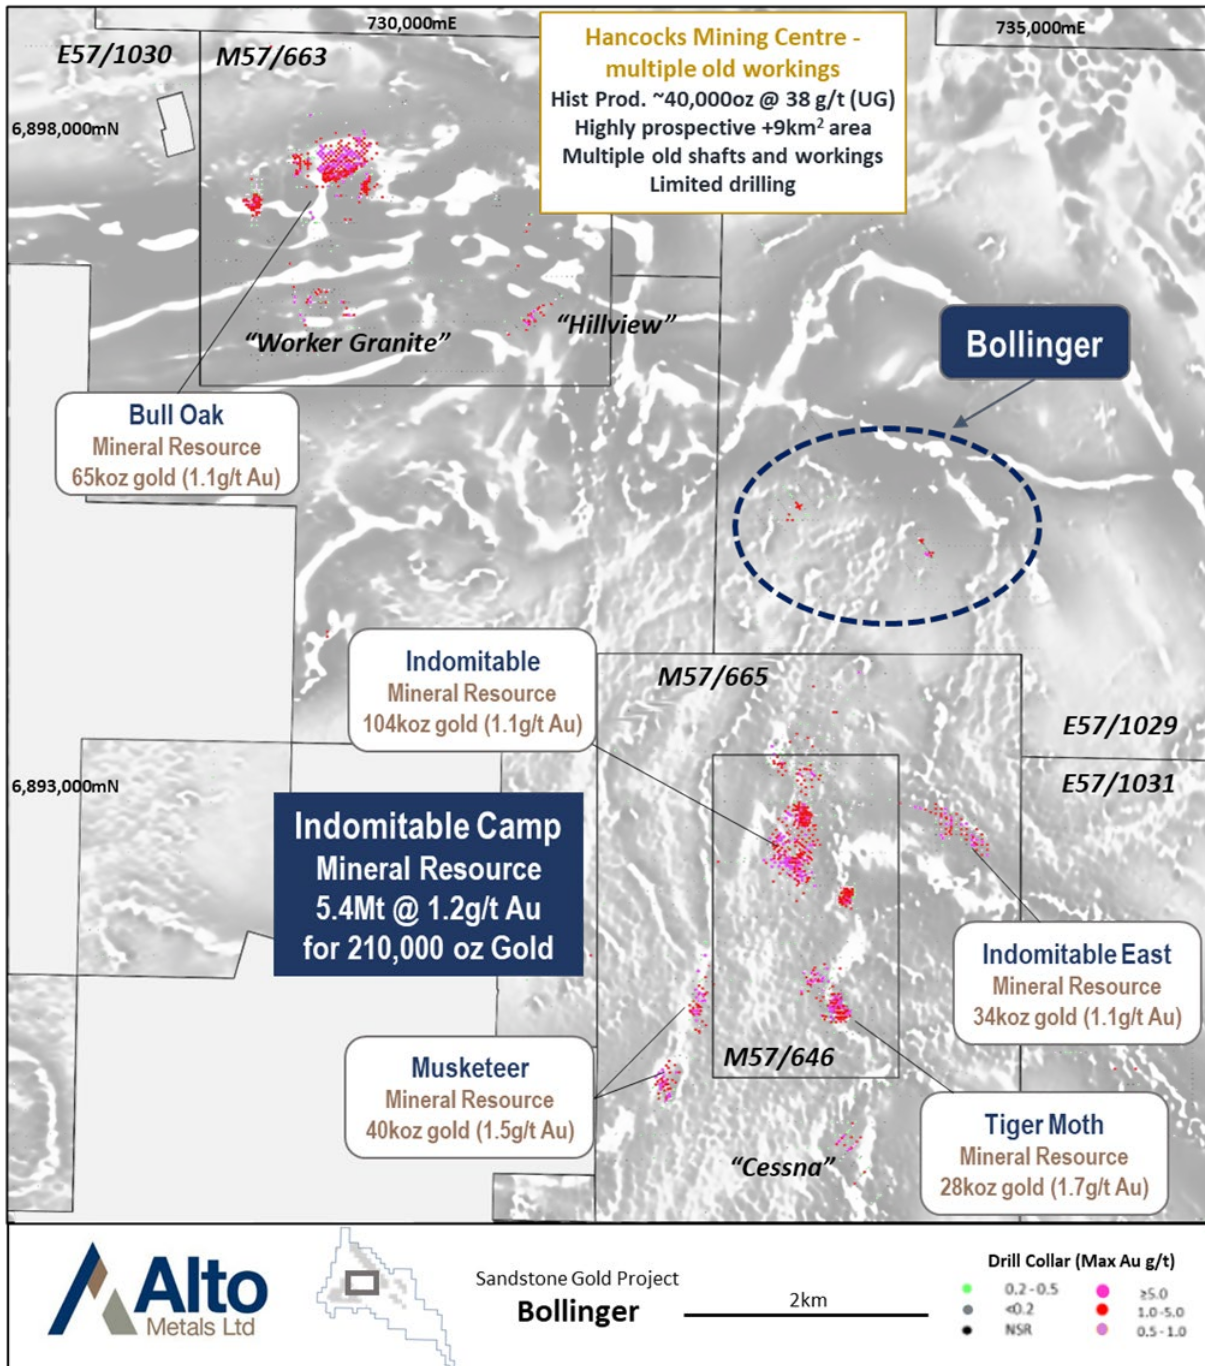 730,000mE
735,000mE
E57/1030
M57/663
Hancocks Mining Centre -
multiple old workings
Hist Prod. ~40,000oz @ 38 g/t (UG)
Highly prospective +9km² area
Multiple old shafts and workings
Limited drilling
6,898,000mN
"Worker Granite"
"Hillview"
Bollinger
Bull Oak
Mineral Resource
65koz gold (1.1g/t Au)
Indomitable
Mineral Resource
104koz gold (1.1g/t Au)
M57/665
E57/1029
E57/1031
6,893,000mN
Indomitable Camp
Mineral Resource
5.4Mt @ 1.2g/t Au
for 210,000 oz Gold
Indomitable East
Mineral Resource
34koz gold (1.1g/t Au)
Musketeer
Mineral Resource
40koz gold (1.5g/t Au)
M57/646
Tiger Moth
Mineral Resource
28koz gold (1.7g/t Au)
"Cessna"
Alto
Metals Ltd
Sandstone Gold Project
Bollinger
2km
Drill Collar (Max Au g/t)
0.2 - 0.5
<0.2
NSR
≥5.0
1.0 -5.0
0.5 - 1.0